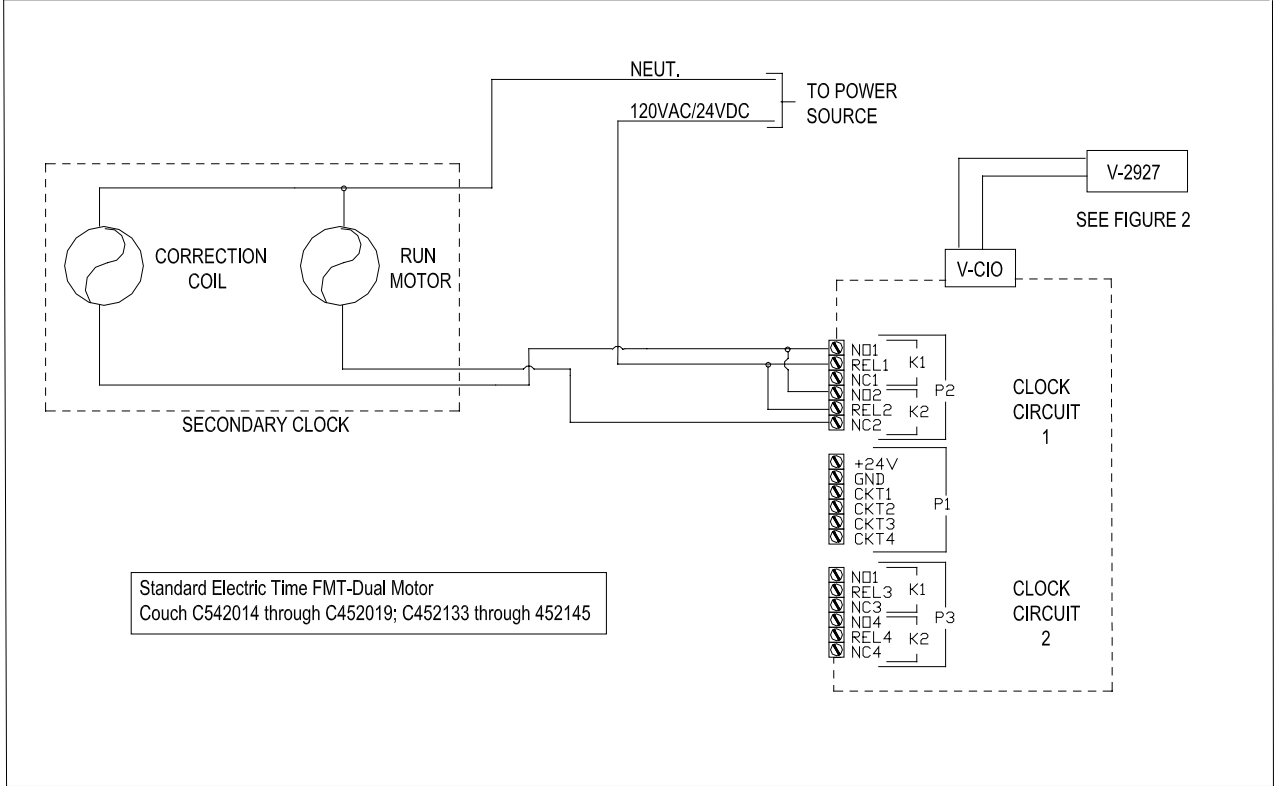 NEUT.
120VAC/24VDC
TO POWER
SOURCE
V-2927
SEE FIGURE 2
V-CIO
CORRECTION
COIL
RUN
MOTOR
SECONDARY CLOCK
NO1
REL1
NC1
NO2
REL2
NC2
K1
K2
P2
CLOCK
CIRCUIT
1
+24V
GND
CKT1
CKT2
CKT3
CKT4
P1
NO1
REL3
NC3
NO4
REL4
NC4
K1
K2
P3
CLOCK
CIRCUIT
2
Standard Electric Time FMT-Dual Motor
Couch C542014 through C452019; C452133 through 452145